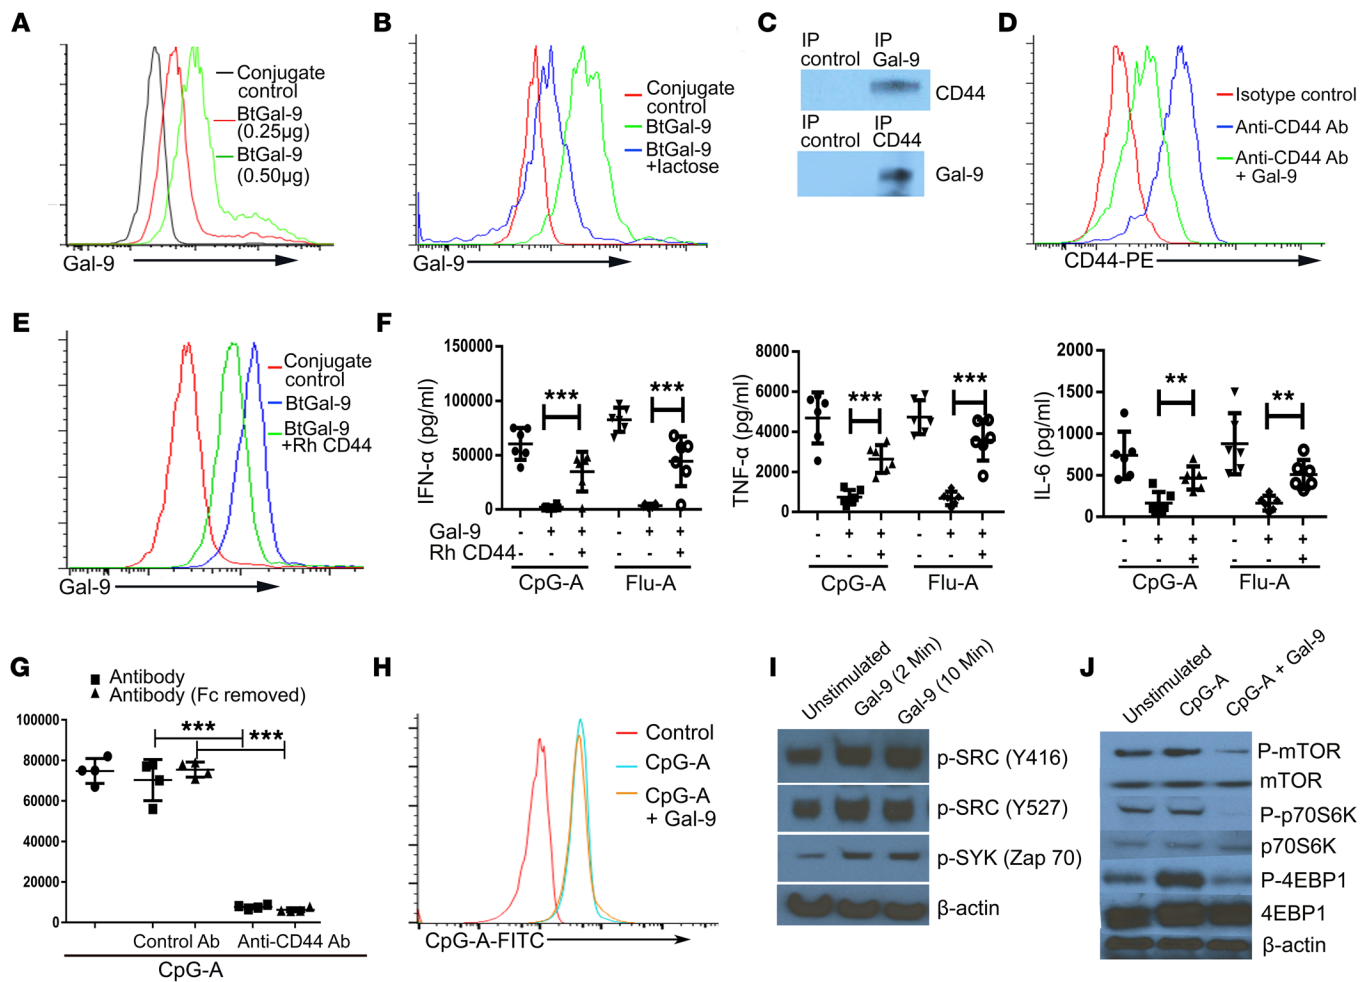 A
Conjugate
control
BtGal-9
(0.25µg)
BtGal-9
(0.50µg)
Gal-9
B
Conjugate
control
BtGal-9
BtGal-9
+lactose
Gal-9
C
IP
control
IP
Gal-9
CD44
IP
control
IP
CD44
Gal-9
D
Isotype control
Anti-CD44 Ab
Anti-CD44 Ab
+ Gal-9
CD44-PE
E
Conjugate
control
BtGal-9
BtGal-9
+Rh CD44
Gal-9
F
IFN-α (pg/ml)
150000
100000
50000
0
*** ***
Gal-9 - + + - + +
Rh CD44 - - + - - +
CpG-A Flu-A
TNF-α (pg/ml)
8000
6000
4000
2000
0
*** ***
- + + - + +
- - + - - +
CpG-A Flu-A
IL-6 (pg/ml)
2000
1500
1000
500
0
** **
- + + - + +
- - + - - +
CpG-A Flu-A
G
Antibody
Antibody (Fc removed)
100000
80000
60000
40000
20000
0
*** ***
Control Ab Anti-CD44 Ab
CpG-A
H
Control
CpG-A
CpG-A
+ Gal-9
CpG-A-FITC
I
Unstimulated
Gal-9 (2 Min)
Gal-9 (10 Min)
p-SRC (Y416)
p-SRC (Y527)
p-SYK (Zap 70)
β-actin
J
Unstimulated
CpG-A
CpG-A + Gal-9
P-mTOR
mTOR
P-p70S6K
p70S6K
P-4EBP1
4EBP1
β-actin